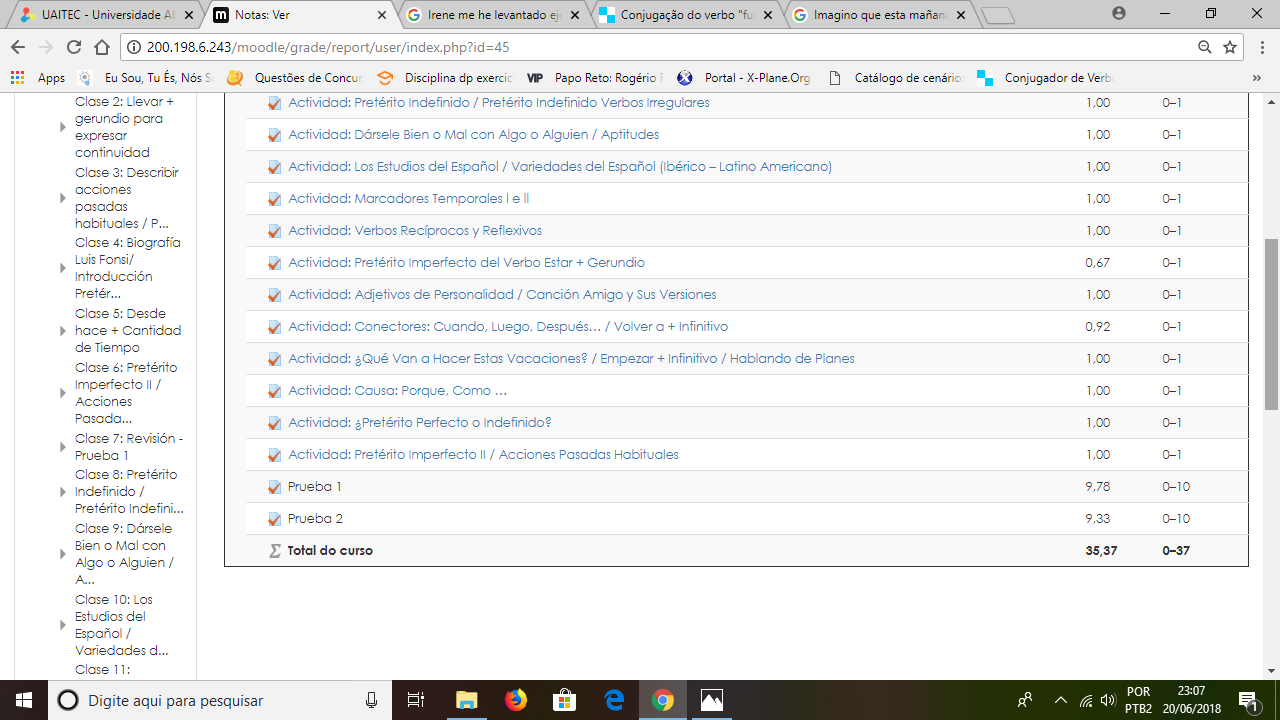 UAITEC - Universidade Ab
Notas: Ver
Irene me he levantado eje
Conjugação do verbo "fu
Imagino que esta mañana
200.198.6.243/moodle/grade/report/user/index.php?id=45
Apps
Eu Sou, Tu És, Nós S
Questões de Concur
Disciplina dp exercic
VIP Papo Reto: Rogério F
Portal - X-Plane.Org
Catálogo de cenário
Conjugador de Verb
»
Clase 2: Llevar +
gerundio para
expresar
continuidad
Clase 3: Describir
acciones
pasadas
habituales / P...
Clase 4: Biografía
Luis Fonsi/
Introducción
Pretér...
Clase 5: Desde
hace + Cantidad
de Tiempo
Clase 6: Pretérito
Imperfecto II /
Acciones
Pasada...
Clase 7: Revisión -
Prueba 1
Clase 8: Pretérito
Indefinido /
Pretérito Indefini...
Clase 9: Dársele
Bien o Mal con
Algo o Alguien /
A...
Clase 10: Los
Estudios del
Español /
Variedades d...
Clase 11:
Actividad: Pretérito Indefinido / Pretérito Indefinido Verbos Irregulares 1,00 0–1
Actividad: Dársele Bien o Mal con Algo o Alguien / Aptitudes 1,00 0–1
Actividad: Los Estudios del Español / Variedades del Español (Ibérico – Latino Americano) 1,00 0–1
Actividad: Marcadores Temporales I e II 1,00 0–1
Actividad: Verbos Recíprocos y Reflexivos 1,00 0–1
Actividad: Pretérito Imperfecto del Verbo Estar + Gerundio 0,67 0–1
Actividad: Adjetivos de Personalidad / Canción Amigo y Sus Versiones 1,00 0–1
Actividad: Conectores: Cuando, Luego, Después… / Volver a + Infinitivo 0,92 0–1
Actividad: ¿Qué Van a Hacer Estas Vacaciones? / Empezar + Infinitivo / Hablando de Planes 1,00 0–1
Actividad: Causa: Porque, Como … 1,00 0–1
Actividad: ¿Pretérito Perfecto o Indefinido? 1,00 0–1
Actividad: Pretérito Imperfecto II / Acciones Pasadas Habituales 1,00 0–1
Prueba 1 9,78 0–10
Prueba 2 9,33 0–10
Σ Total do curso 35,37 0–37
Digite aqui para pesquisar
POR
PTB2
23:07
20/06/2018
1